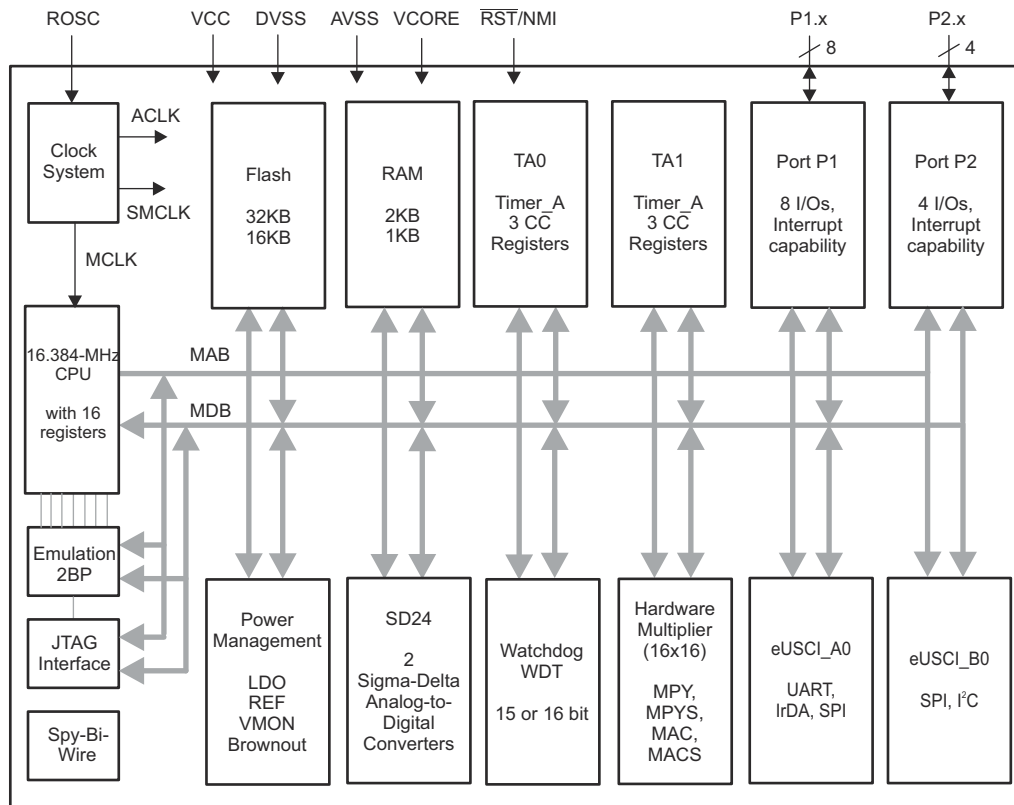 ROSC
VCC
DVSS
AVSS
VCORE
RST/NMI
P1.x
P2.x
8
4
Clock
System
ACLK
SMCLK
MCLK
Flash
32KB
16KB
RAM
2KB
1KB
TA0
Timer_A
3 CC
Registers
TA1
Timer_A
3 CC
Registers
Port P1
8 I/Os,
Interrupt
capability
Port P2
4 I/Os,
Interrupt
capability
16.384-MHz
CPU
with 16
registers
MAB
MDB
Emulation
2BP
JTAG
Interface
Spy-Bi-
Wire
Power
Management
LDO
REF
VMON
Brownout
SD24
2
Sigma-Delta
Analog-to-
Digital
Converters
Watchdog
WDT
15 or 16 bit
Hardware
Multiplier
(16x16)
MPY,
MPYS,
MAC,
MACS
eUSCI_A0
UART,
IrDA, SPI
eUSCI_B0
SPI, I²C